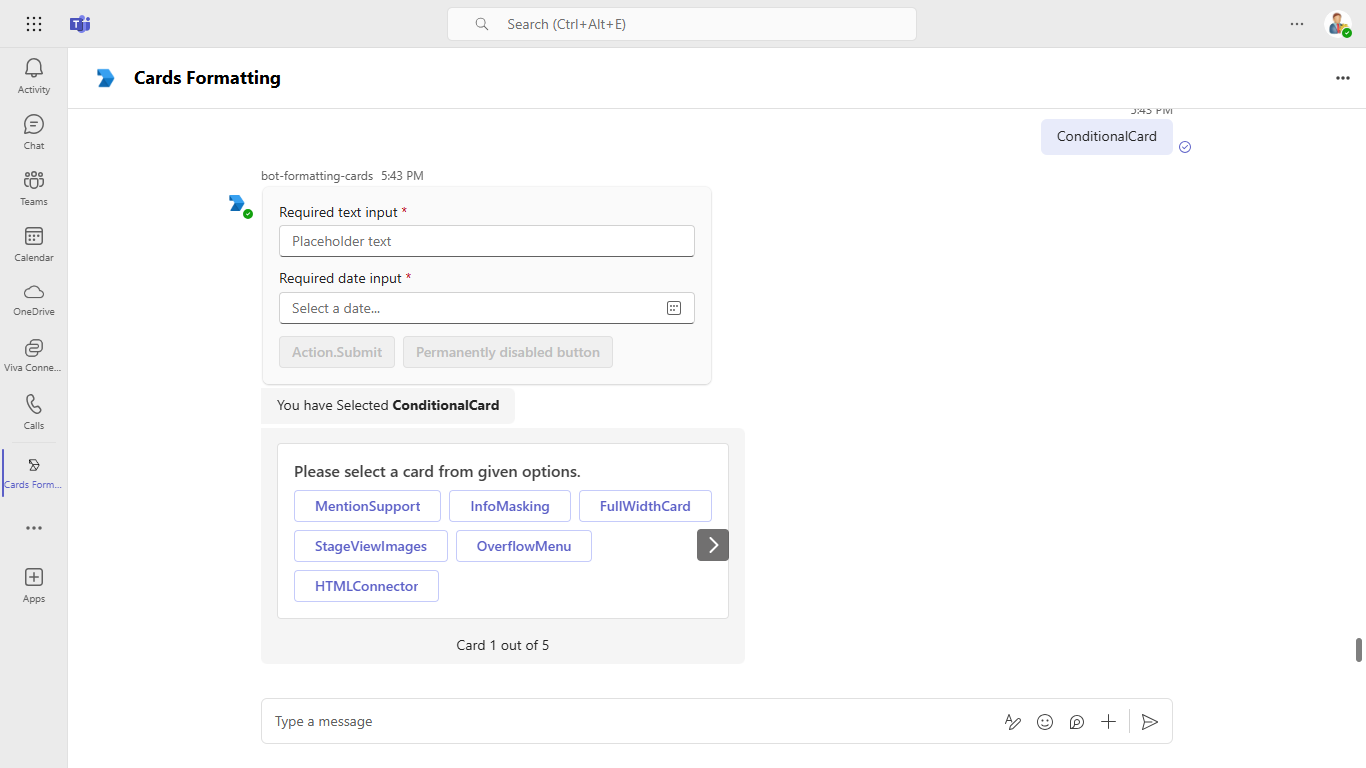 Search (Ctrl+Alt+E)
Activity
Chat
Teams
Calendar
OneDrive
Viva Conne...
Calls
Cards Form...
Apps
Cards Formatting
5:43 PM
ConditionalCard
bot-formatting-cards 5:43 PM
Required text input *
Placeholder text
Required date input *
Select a date...
Action.Submit Permanently disabled button
You have Selected ConditionalCard
Please select a card from given options.
MentionSupport InfoMasking FullWidthCard
StageViewImages OverflowMenu
HTMLConnector
Card 1 out of 5
Type a message